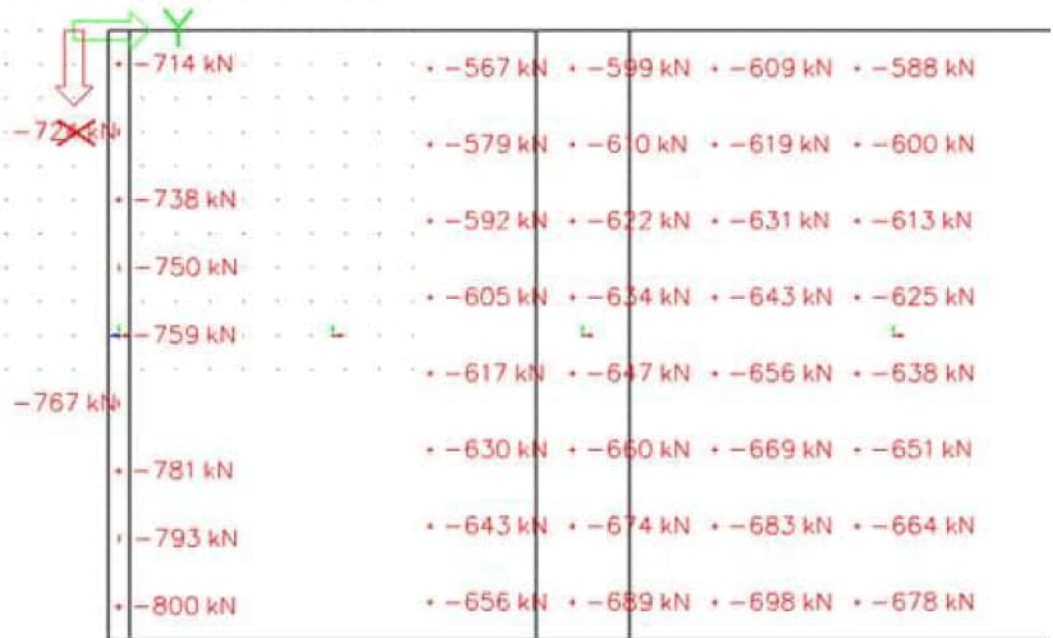 Y
-714 kN -567 kN -599 kN -609 kN -588 kN
-579 kN -610 kN -619 kN -600 kN
-738 kN -592 kN -622 kN -631 kN -613 kN
-750 kN
-605 kN -634 kN -643 kN -625 kN
-759 kN
-617 kN -647 kN -656 kN -638 kN
-767 kN
-781 kN -630 kN -660 kN -669 kN -651 kN
-793 kN -643 kN -674 kN -683 kN -664 kN
-800 kN -656 kN -689 kN -698 kN -678 kN